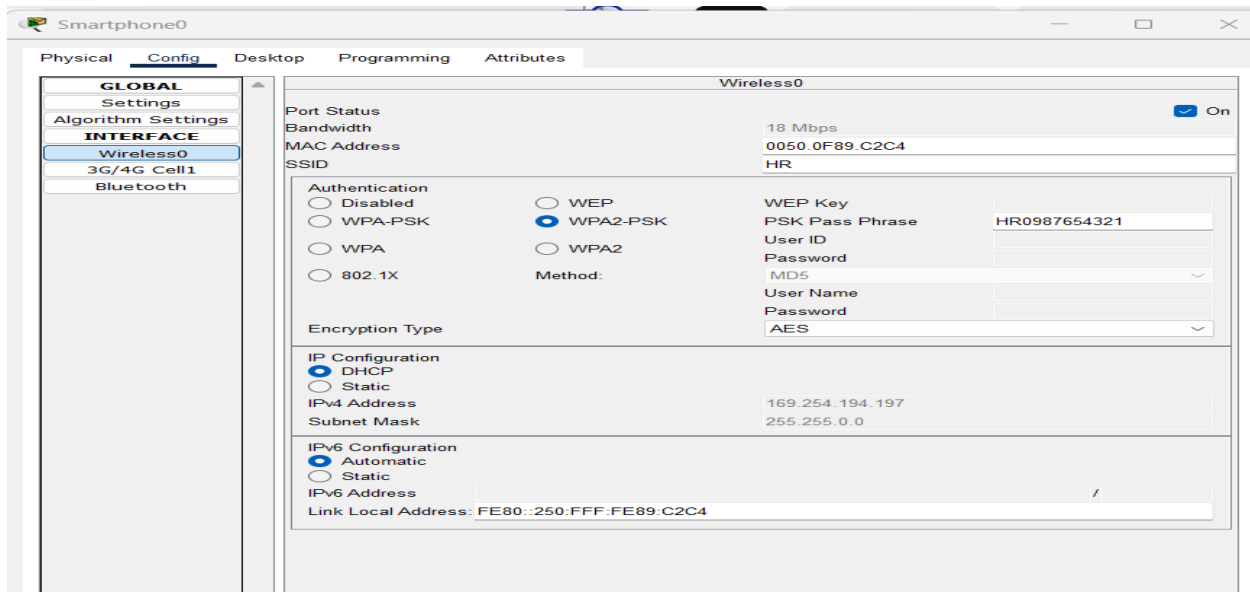 Smartphone0
Physical Config Desktop Programming Attributes
GLOBAL
Settings
Algorithm Settings
INTERFACE
Wireless0
3G/4G Cell1
Bluetooth
Wireless0
Port Status On
Bandwidth 18 Mbps
MAC Address 0050.0F89.C2C4
SSID HR
Authentication
Disabled WEP WEP Key
WPA-PSK WPA2-PSK PSK Pass Phrase HR0987654321
User ID
WPA WPA2
Password
802.1X Method: MD5
User Name
Password
Encryption Type AES
IP Configuration
DHCP
Static
IPv4 Address 169.254.194.197
Subnet Mask 255.255.0.0
IPv6 Configuration
Automatic
Static
IPv6 Address /
Link Local Address: FE80::250:FFF:FE89:C2C4